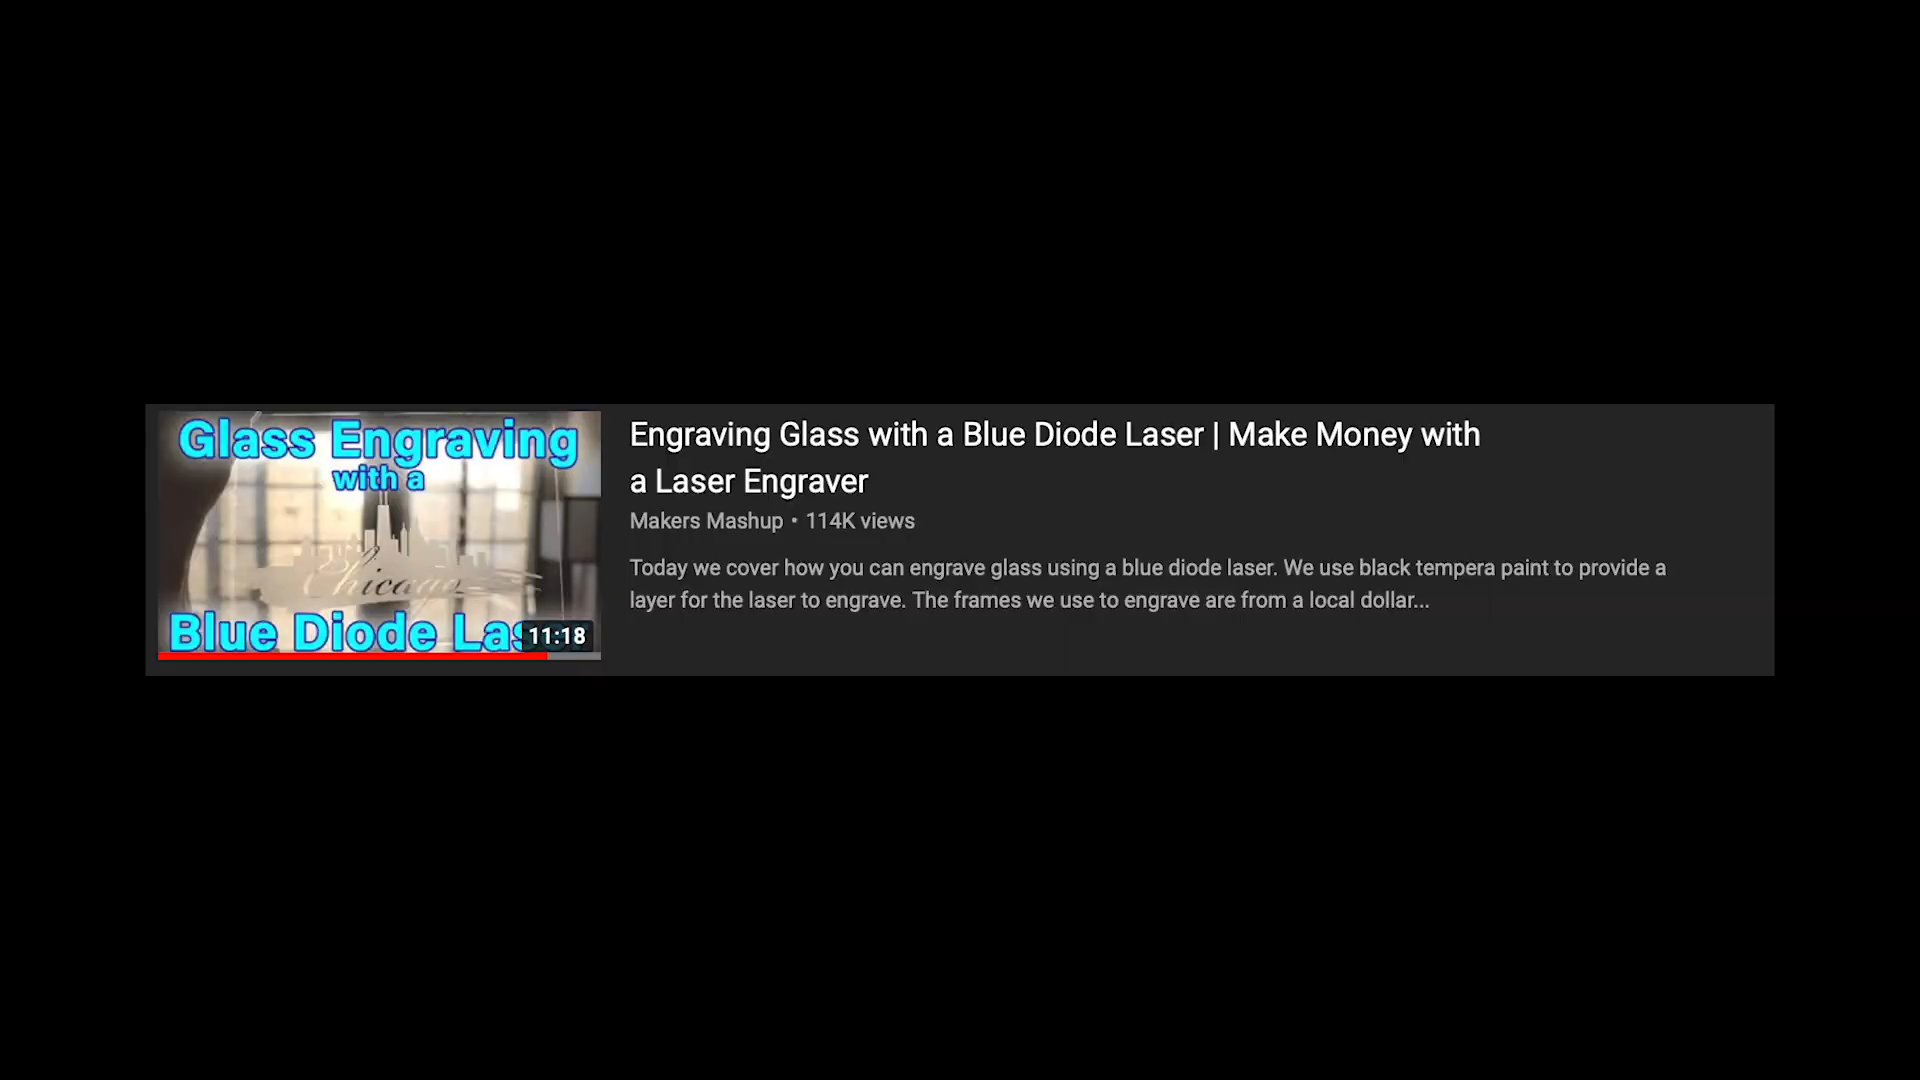 Glass Engraving
with a
Chicago
Blue Diode Las
11:18
Engraving Glass with a Blue Diode Laser | Make Money with
a Laser Engraver
Makers Mashup • 114K views
Today we cover how you can engrave glass using a blue diode laser. We use black tempera paint to provide a
layer for the laser to engrave. The frames we use to engrave are from a local dollar...